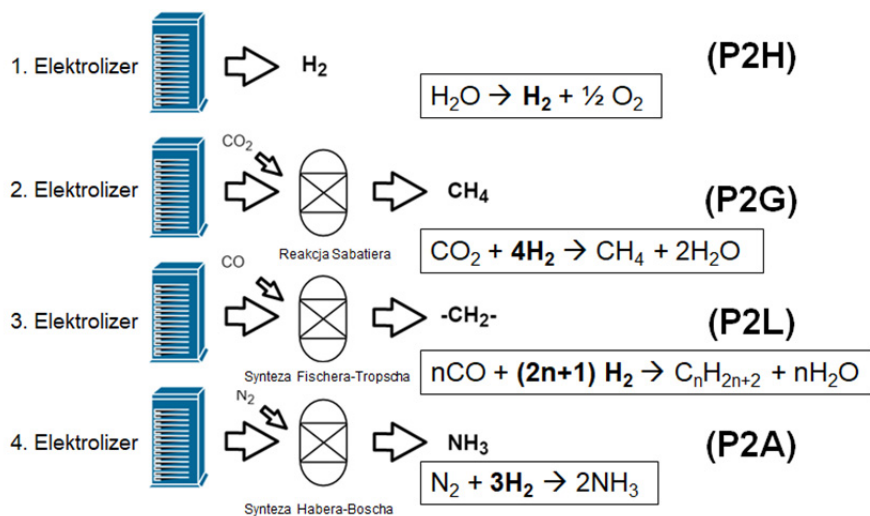 1. Elektrolizer H₂ (P2H)
H₂O → H₂ + ½ O₂
CO₂
2. Elektrolizer CH₄ (P2G)
Reakcja Sabatiera
CO₂ + 4H₂ → CH₄ + 2H₂O
CO
3. Elektrolizer -CH₂- (P2L)
Synteza Fischera-Tropscha
nCO + (2n+1) H₂ → CₙH₂ₙ₊₂ + nH₂O
N₂
4. Elektrolizer NH₃ (P2A)
N₂ + 3H₂ → 2NH₃
Synteza Habera-Boscha